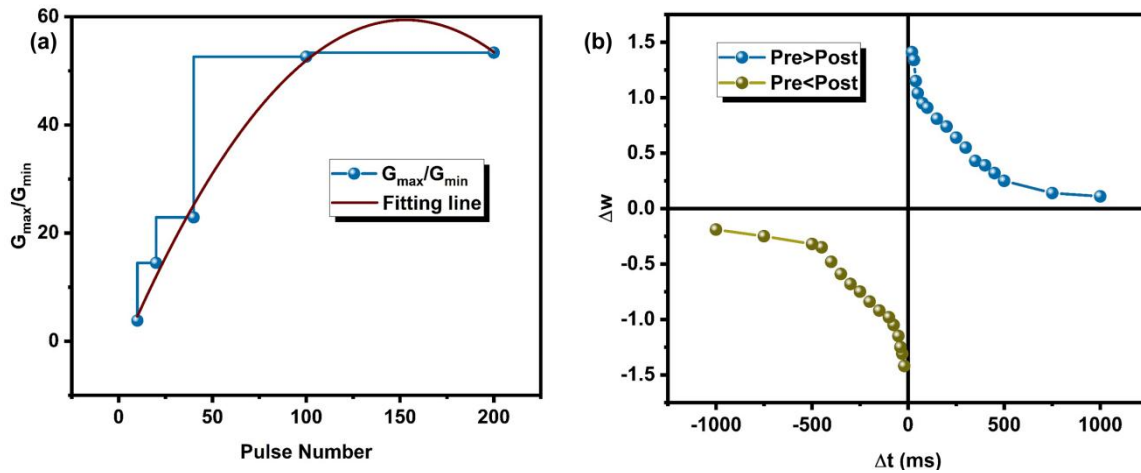 (a)
60
40
20
0
Gmax/Gmin
Gmax/Gmin
Fitting line
0
50
100
150
200
Pulse Number
(b)
1.5
1.0
0.5
0.0
-0.5
-1.0
-1.5
Δw
Pre>Post
Pre<Post
-1000
-500
0
500
1000
Δt (ms)